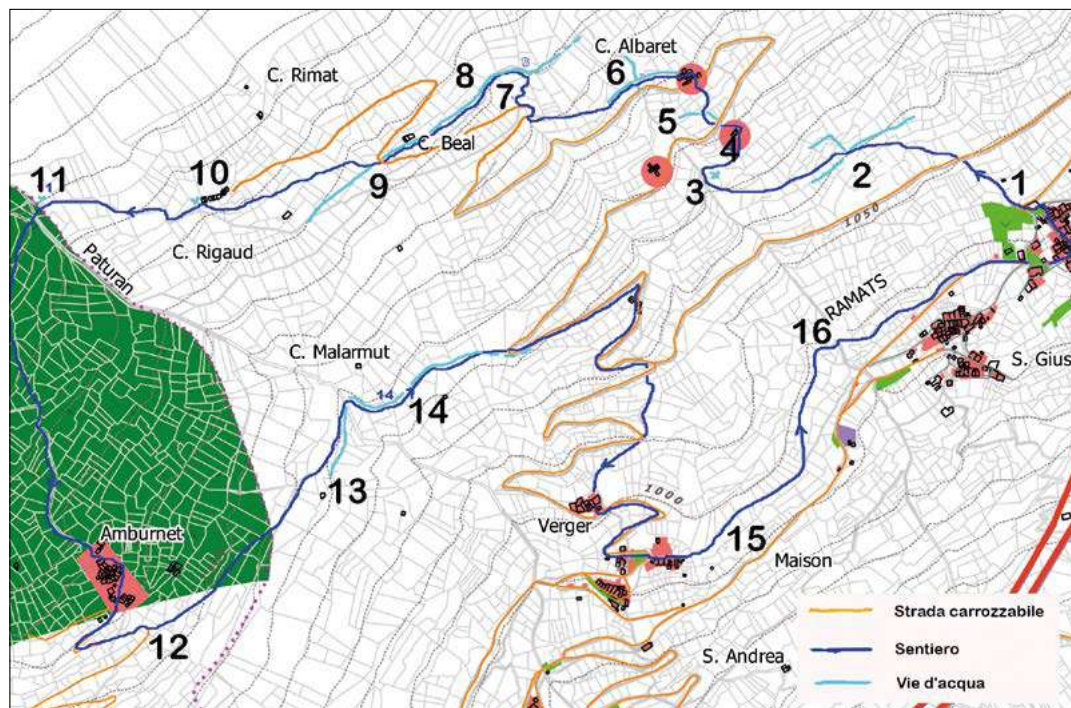 C. Albaret
C. Rimat
8
6
7
5
C. Beal
4
10
9
3
2
1
11
1050
C. Rigaud
Paturan
RAMATS
16
C. Malarmut
S. Gius
14
14
13
1000
Verger
Amburnet
15
Maison
12
S. Andrea
Strada carrozzabile
Sentiero
Vie d'acqua